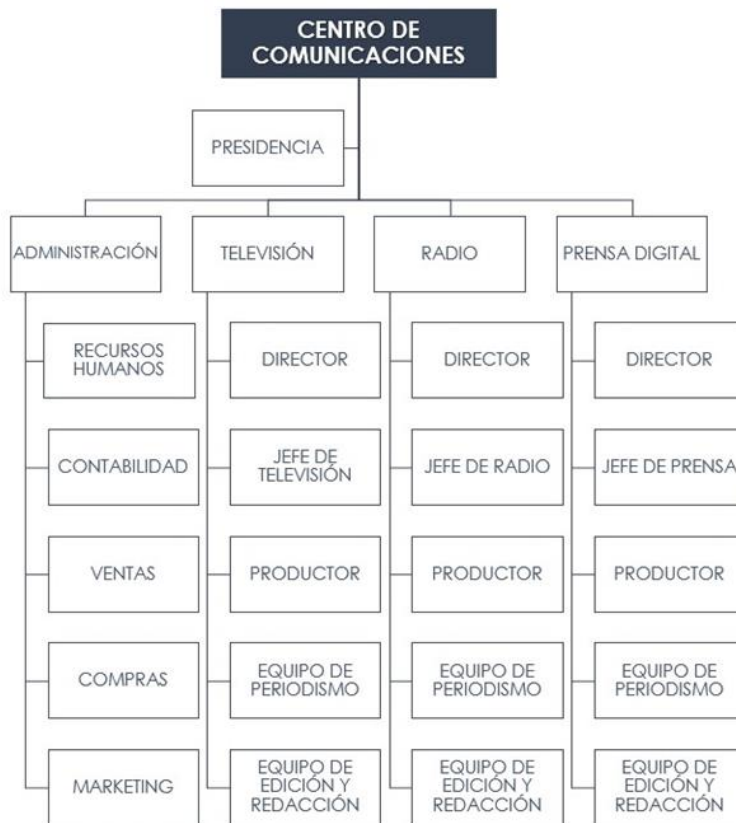 CENTRO DE
COMUNICACIONES
PRESIDENCIA
ADMINISTRACIÓN
TELEVISIÓN
RADIO
PRENSA DIGITAL
RECURSOS
HUMANOS
DIRECTOR
DIRECTOR
DIRECTOR
CONTABILIDAD
JEFE DE
TELEVISIÓN
JEFE DE RADIO
JEFE DE PRENSA
VENTAS
PRODUCTOR
PRODUCTOR
PRODUCTOR
COMPRAS
EQUIPO DE
PERIODISMO
EQUIPO DE
PERIODISMO
EQUIPO DE
PERIODISMO
MARKETING
EQUIPO DE
EDICIÓN Y
REDACCIÓN
EQUIPO DE
EDICIÓN Y
REDACCIÓN
EQUIPO DE
EDICIÓN Y
REDACCIÓN